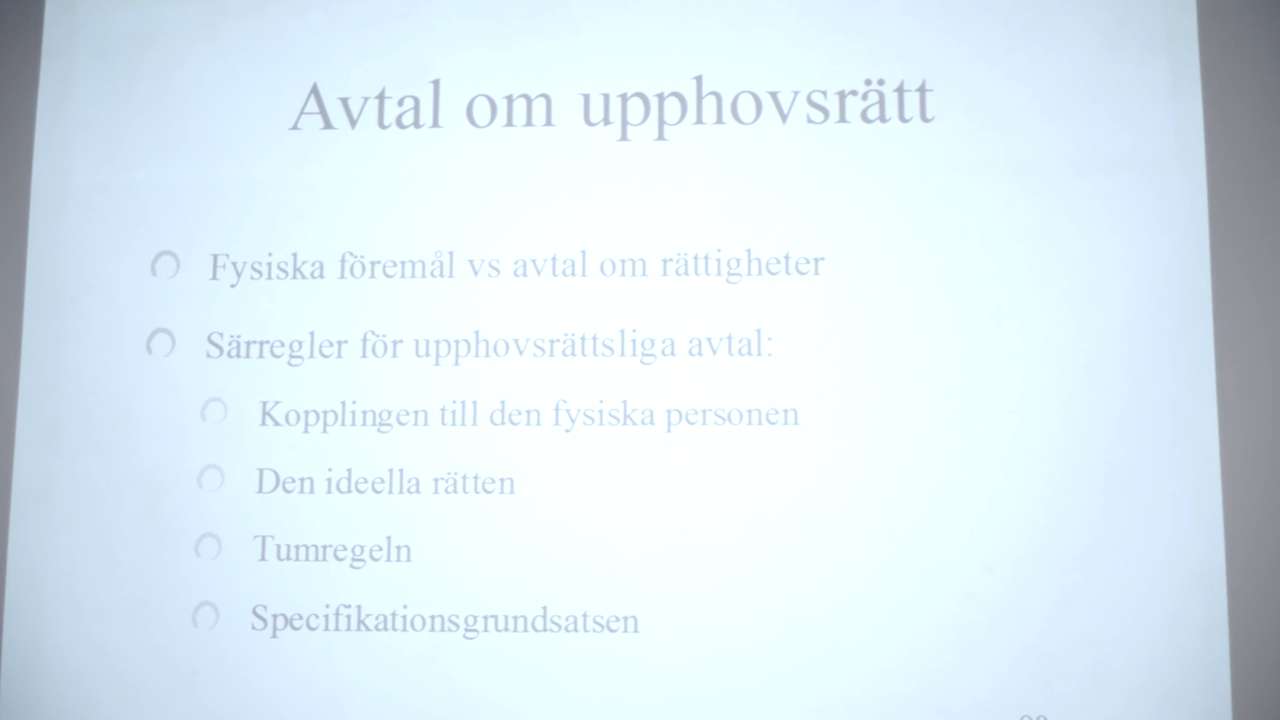 Avtal om upphovsrätt
Fysiska föremål vs avtal om rättigheter
Särregler för upphovsrättsliga avtal:
Kopplingen till den fysiska personen
Den ideella rätten
Tumregeln
Specifikationsgrundsatsen